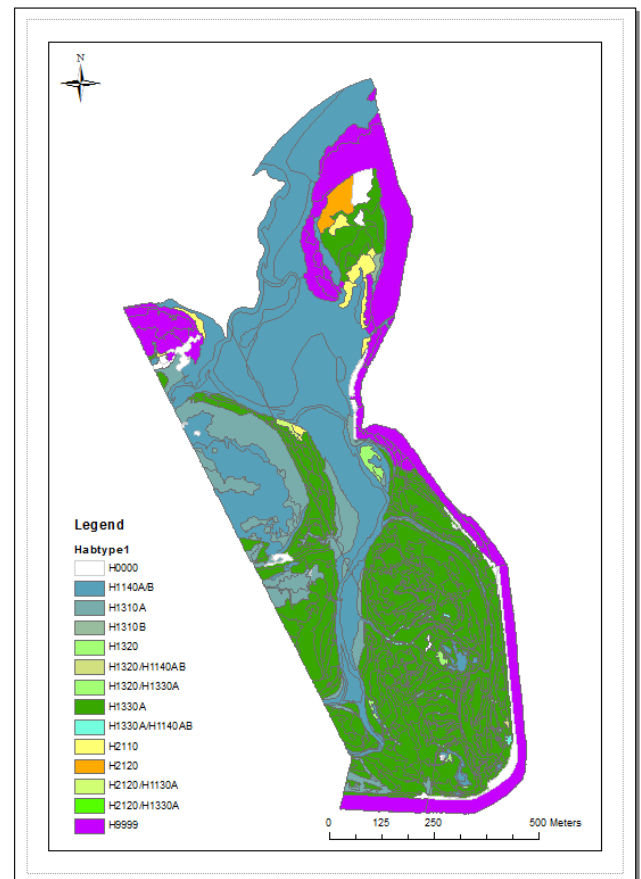 N
Legend
Habtype1
H0000
H1140A/B
H1310A
H1310B
H1320
H1320/H1140AB
H1320/H1330A
H1330A
H1330A/H1140AB
H2110
H2120
H2120/H1130A
H2120/H1330A
H9999
0 125 250 500 Meters